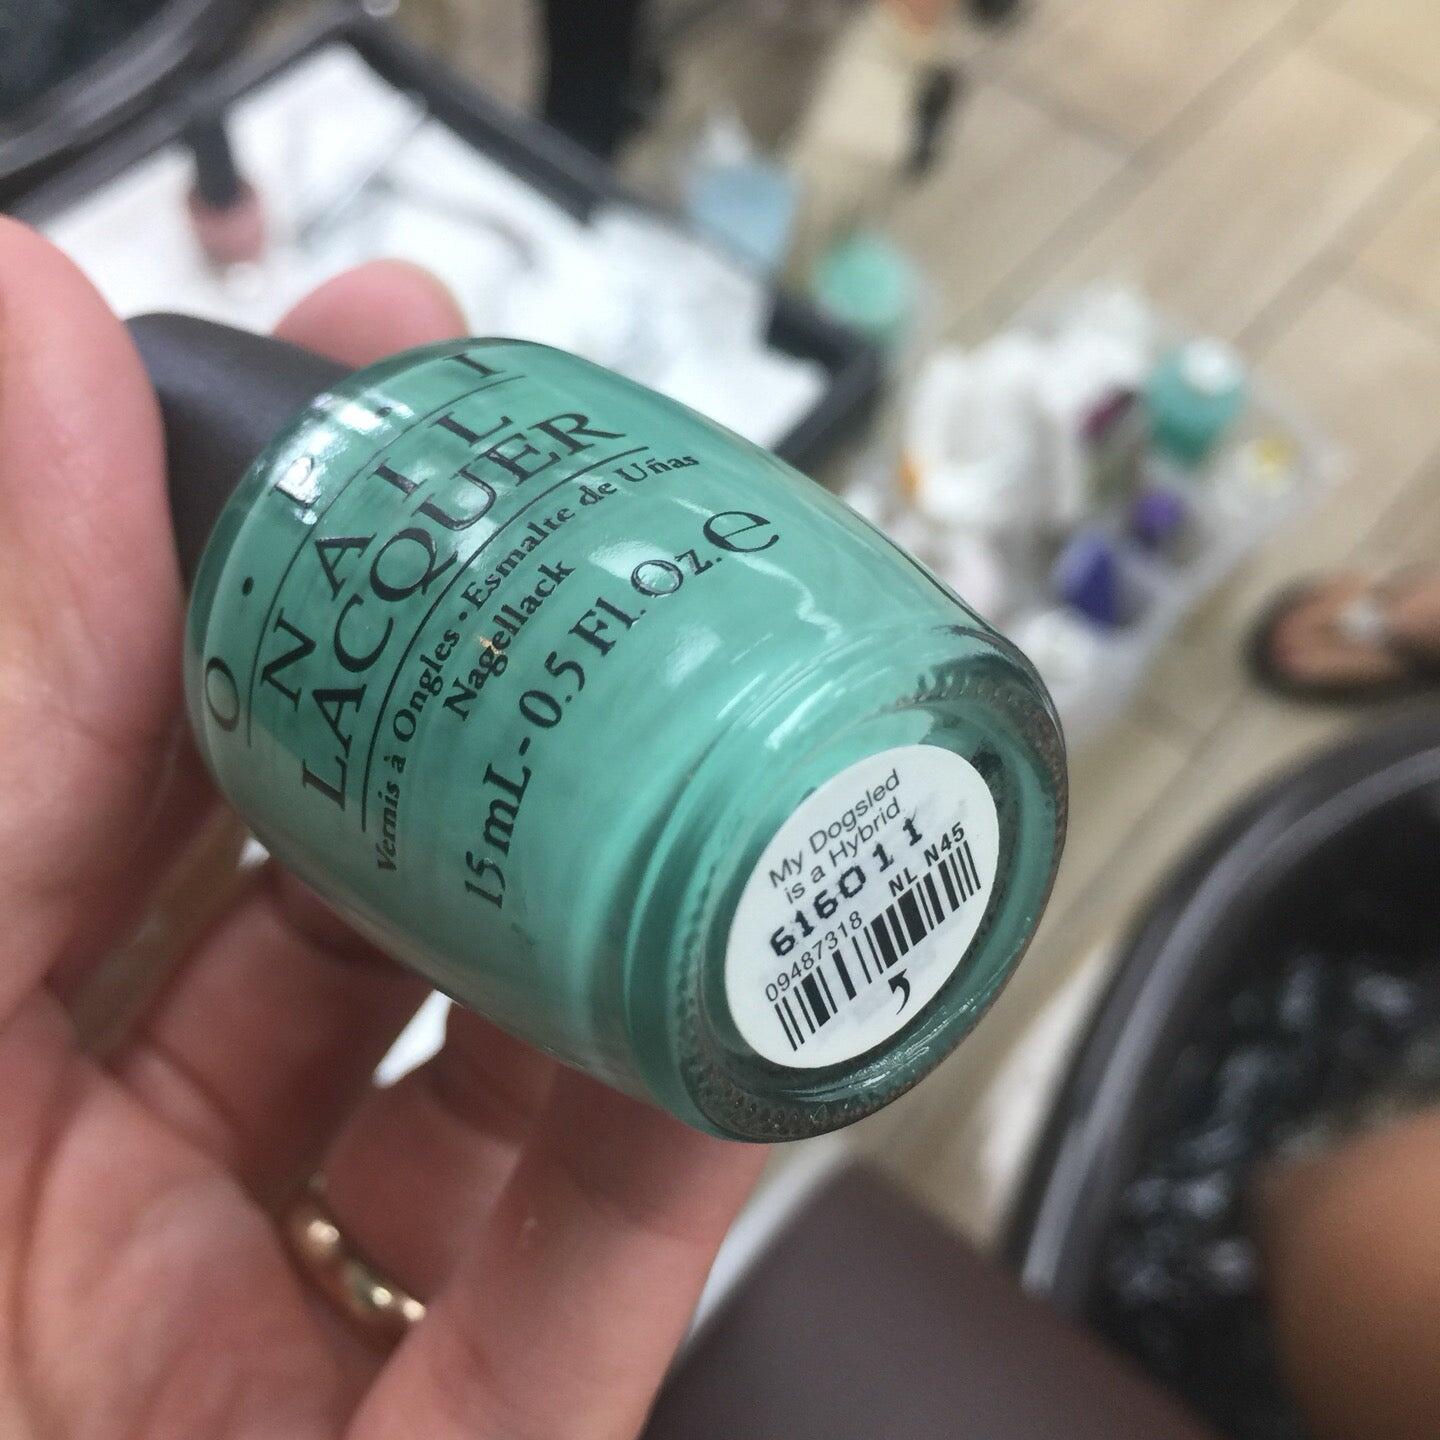 O·P·I
NAIL
LACQUER
Vernis à Ongles • Esmalte de Uñas
Nagellack
15 mL - 0.5 Fl. Oz. e
My Dogsled
is a Hybrid
616011
NL N45
09487318
5